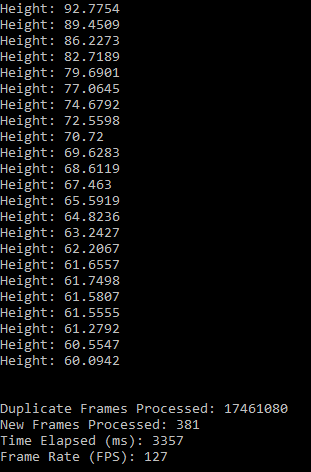 Height: 92.7754
Height: 89.4509
Height: 86.2273
Height: 82.7189
Height: 79.6901
Height: 77.0645
Height: 74.6792
Height: 72.5598
Height: 70.72
Height: 69.6283
Height: 68.6119
Height: 67.463
Height: 65.5919
Height: 64.8236
Height: 63.2427
Height: 62.2067
Height: 61.6557
Height: 61.7498
Height: 61.5807
Height: 61.5555
Height: 61.2792
Height: 60.5547
Height: 60.0942
Duplicate Frames Processed: 17461080
New Frames Processed: 381
Time Elapsed (ms): 3357
Frame Rate (FPS): 127